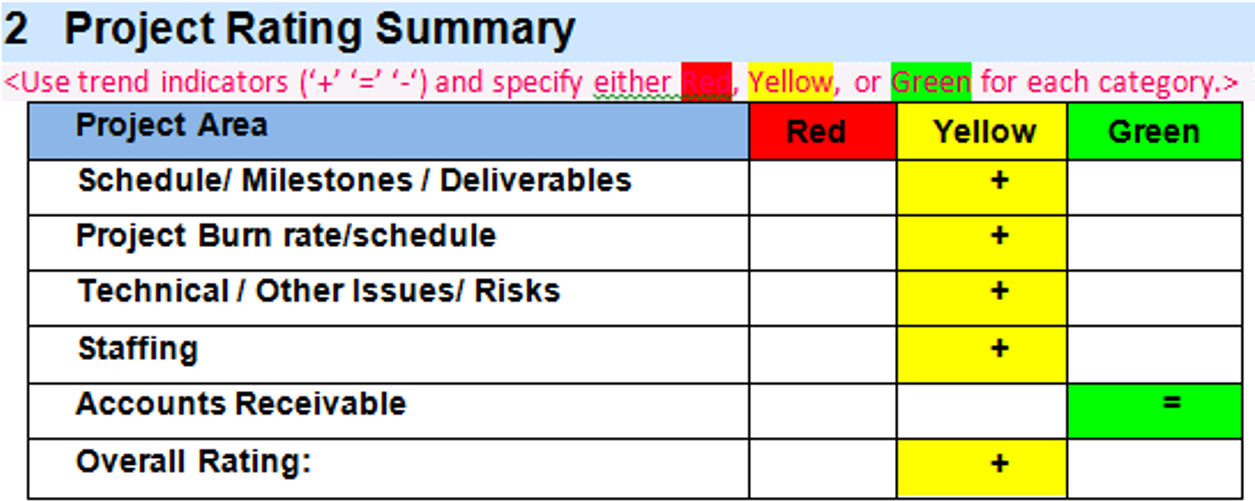 2 Project Rating Summary
<Use trend indicators (‘+’ ‘=’ ‘-‘) and specify either Red, Yellow, or Green for each category.>
Project Area Red Yellow Green
Schedule/ Milestones / Deliverables +
Project Burn rate/schedule +
Technical / Other Issues/ Risks +
Staffing +
Accounts Receivable =
Overall Rating: +